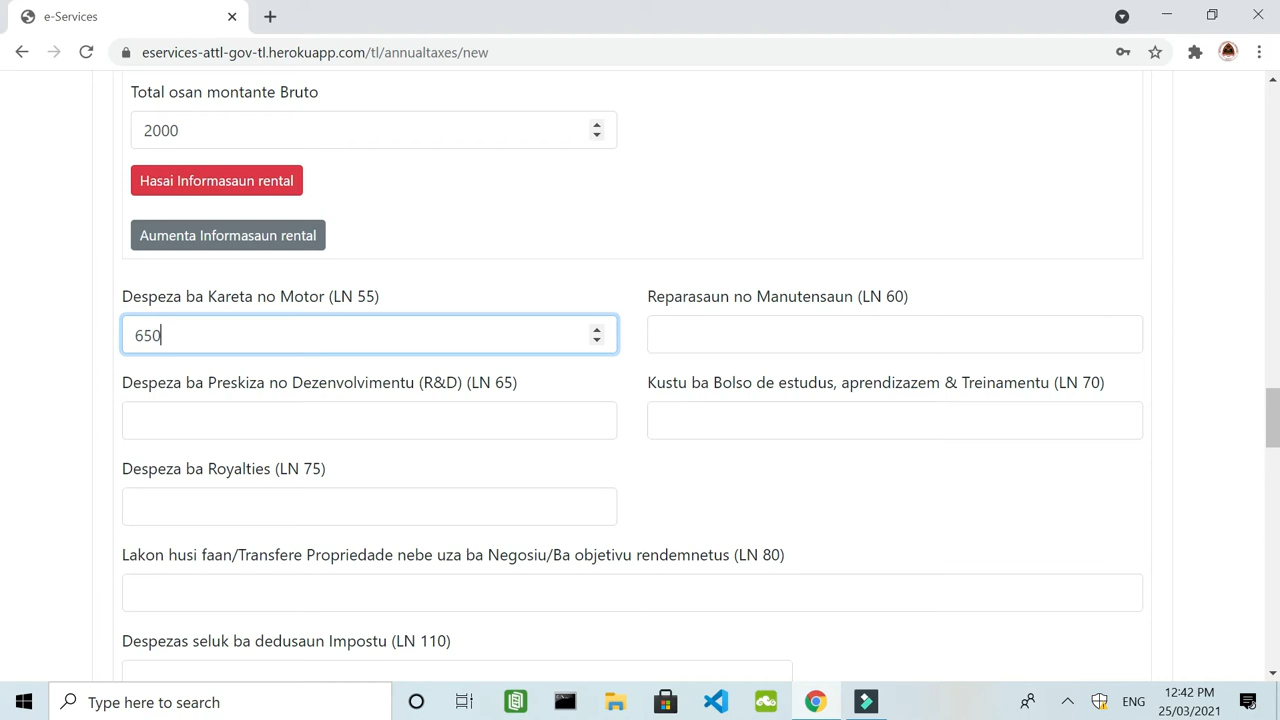 e-Services
eservices-attl-gov-tl.herokuapp.com/tl/annualtaxes/new
Total osan montante Bruto
2000
Hasai Informasaun rental
Aumenta Informasaun rental
Despeza ba Kareta no Motor (LN 55)
Reparasaun no Manutensaun (LN 60)
650
Despeza ba Preskiza no Dezenvolvimentu (R&D) (LN 65)
Kustu ba Bolso de estudus, aprendizazem & Treinamentu (LN 70)
Despeza ba Royalties (LN 75)
Lakon husi faan/Transfere Propriedade nebe uza ba Negosiu/Ba objetivu rendemnetus (LN 80)
Despezas seluk ba dedusaun Impostu (LN 110)
Type here to search
ENG
12:42 PM
25/03/2021